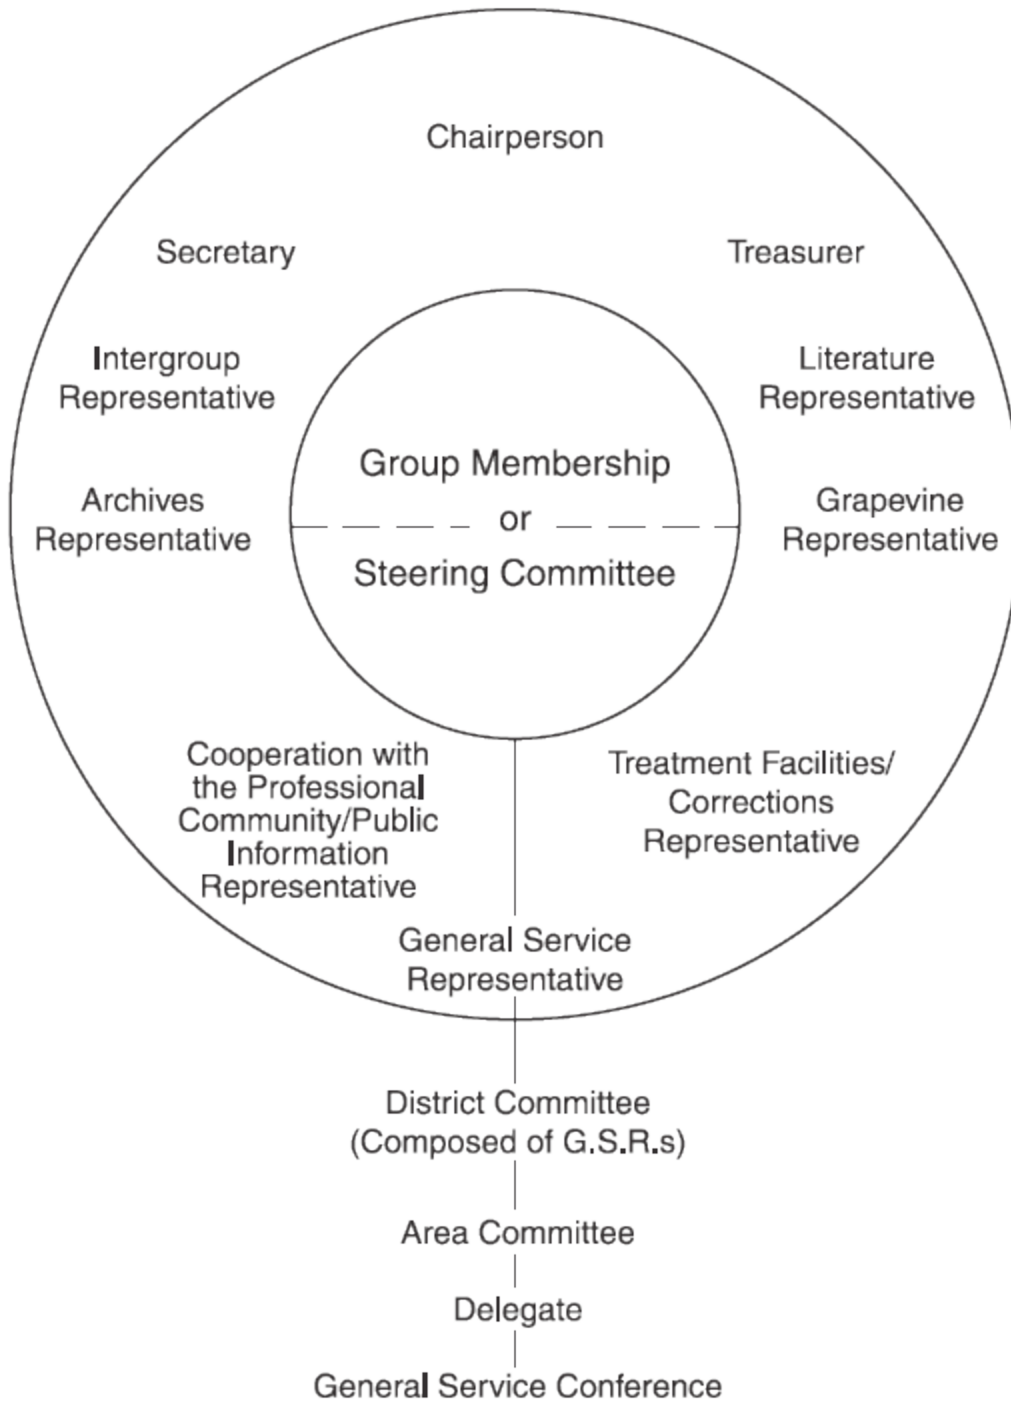 Chairperson
Secretary
Treasurer
Intergroup
Representative
Literature
Representative
Archives
Representative
Grapevine
Representative
Group Membership
or
Steering Committee
Cooperation with
the Professional
Community/Public
Information
Representative
Treatment Facilities/
Corrections
Representative
General Service
Representative
District Committee
(Composed of G.S.R.s)
Area Committee
Delegate
General Service Conference